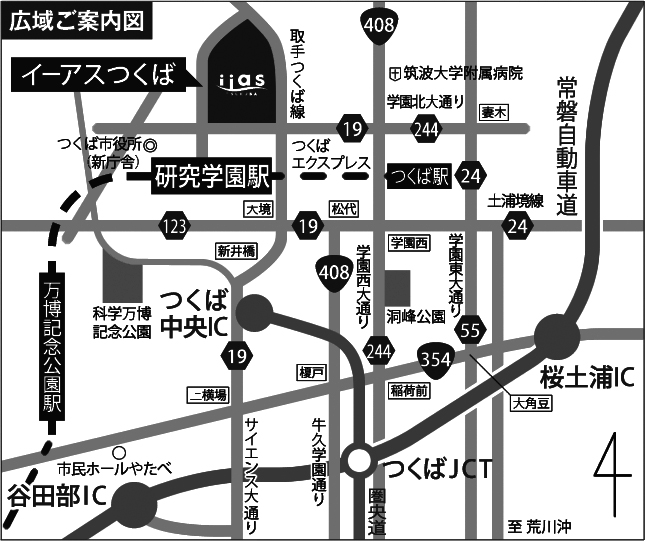 広域ご案内図
408
取手つくば線
イーアスつくば
iias
TSUKUBA
筑波大学附属病院
学園北大通り
妻木
常磐自動車道
19
244
つくば市役所
(新庁舎)
つくば
エクスプレス
研究学園駅
つくば駅
24
大境
松代
土浦境線
123
19
24
新井橋
学園西
408
学園西大通り
学園東大通り
万博記念公園駅
科学万博
記念公園
つくば
中央IC
洞峰公園
55
19
244
354
桜土浦IC
榎戸
稲荷前
大角豆
二横場
サイエンス大通り
牛久学園通り
市民ホールやたべ
つくばJCT
谷田部IC
圏央道
至 荒川沖
4